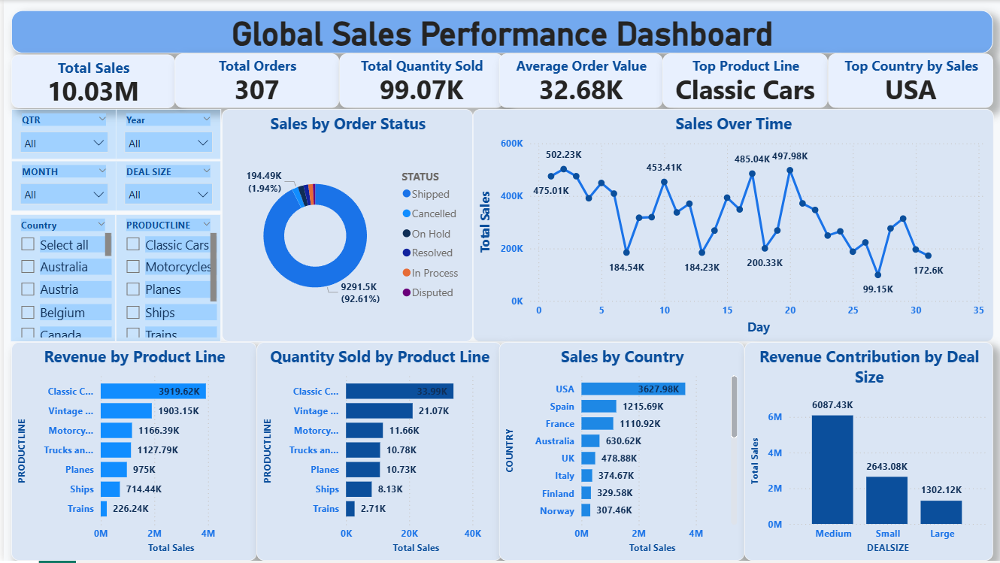 Global Sales Performance Dashboard
Total Sales
10.03M
Total Orders
307
Total Quantity Sold
99.07K
Average Order Value
32.68K
Top Product Line
Classic Cars
Top Country by Sales
USA
QTR
All
Year
All
MONTH
All
DEAL SIZE
All
Country
Select all
Australia
Austria
Belgium
Canada
PRODUCTLINE
Classic Cars
Motorcycles
Planes
Ships
Trains
Sales by Order Status
194.49K
(1.94%)
9291.5K
(92.61%)
STATUS
Shipped
Cancelled
On Hold
Resolved
In Process
Disputed
Sales Over Time
Total Sales
600K
400K
200K
0K
502.23K
475.01K
184.54K
453.41K
184.23K
485.04K
200.33K
497.98K
99.15K
172.6K
0 5 10 15 20 25 30 35
Day
Revenue by Product Line
PRODUCTLINE
Classic C... 3919.62K
Vintage ... 1903.15K
Motorcy... 1166.39K
Trucks an... 1127.79K
Planes 975K
Ships 714.44K
Trains 226.24K
0M 2M 4M
Total Sales
Quantity Sold by Product Line
PRODUCTLINE
Classic C... 33.99K
Vintage ... 21.07K
Motorcy... 11.66K
Trucks an... 10.78K
Planes 10.73K
Ships 8.13K
Trains 2.71K
0K 20K 40K
Total Sales
Sales by Country
COUNTRY
USA 3627.98K
Spain 1215.69K
France 1110.92K
Australia 630.62K
UK 478.88K
Italy 374.67K
Finland 329.58K
Norway 307.46K
0M 2M 4M
Total Sales
Revenue Contribution by Deal
Size
Total Sales
6M
4M
2M
0M
6087.43K
2643.08K
1302.12K
Medium Small Large
DEALSIZE